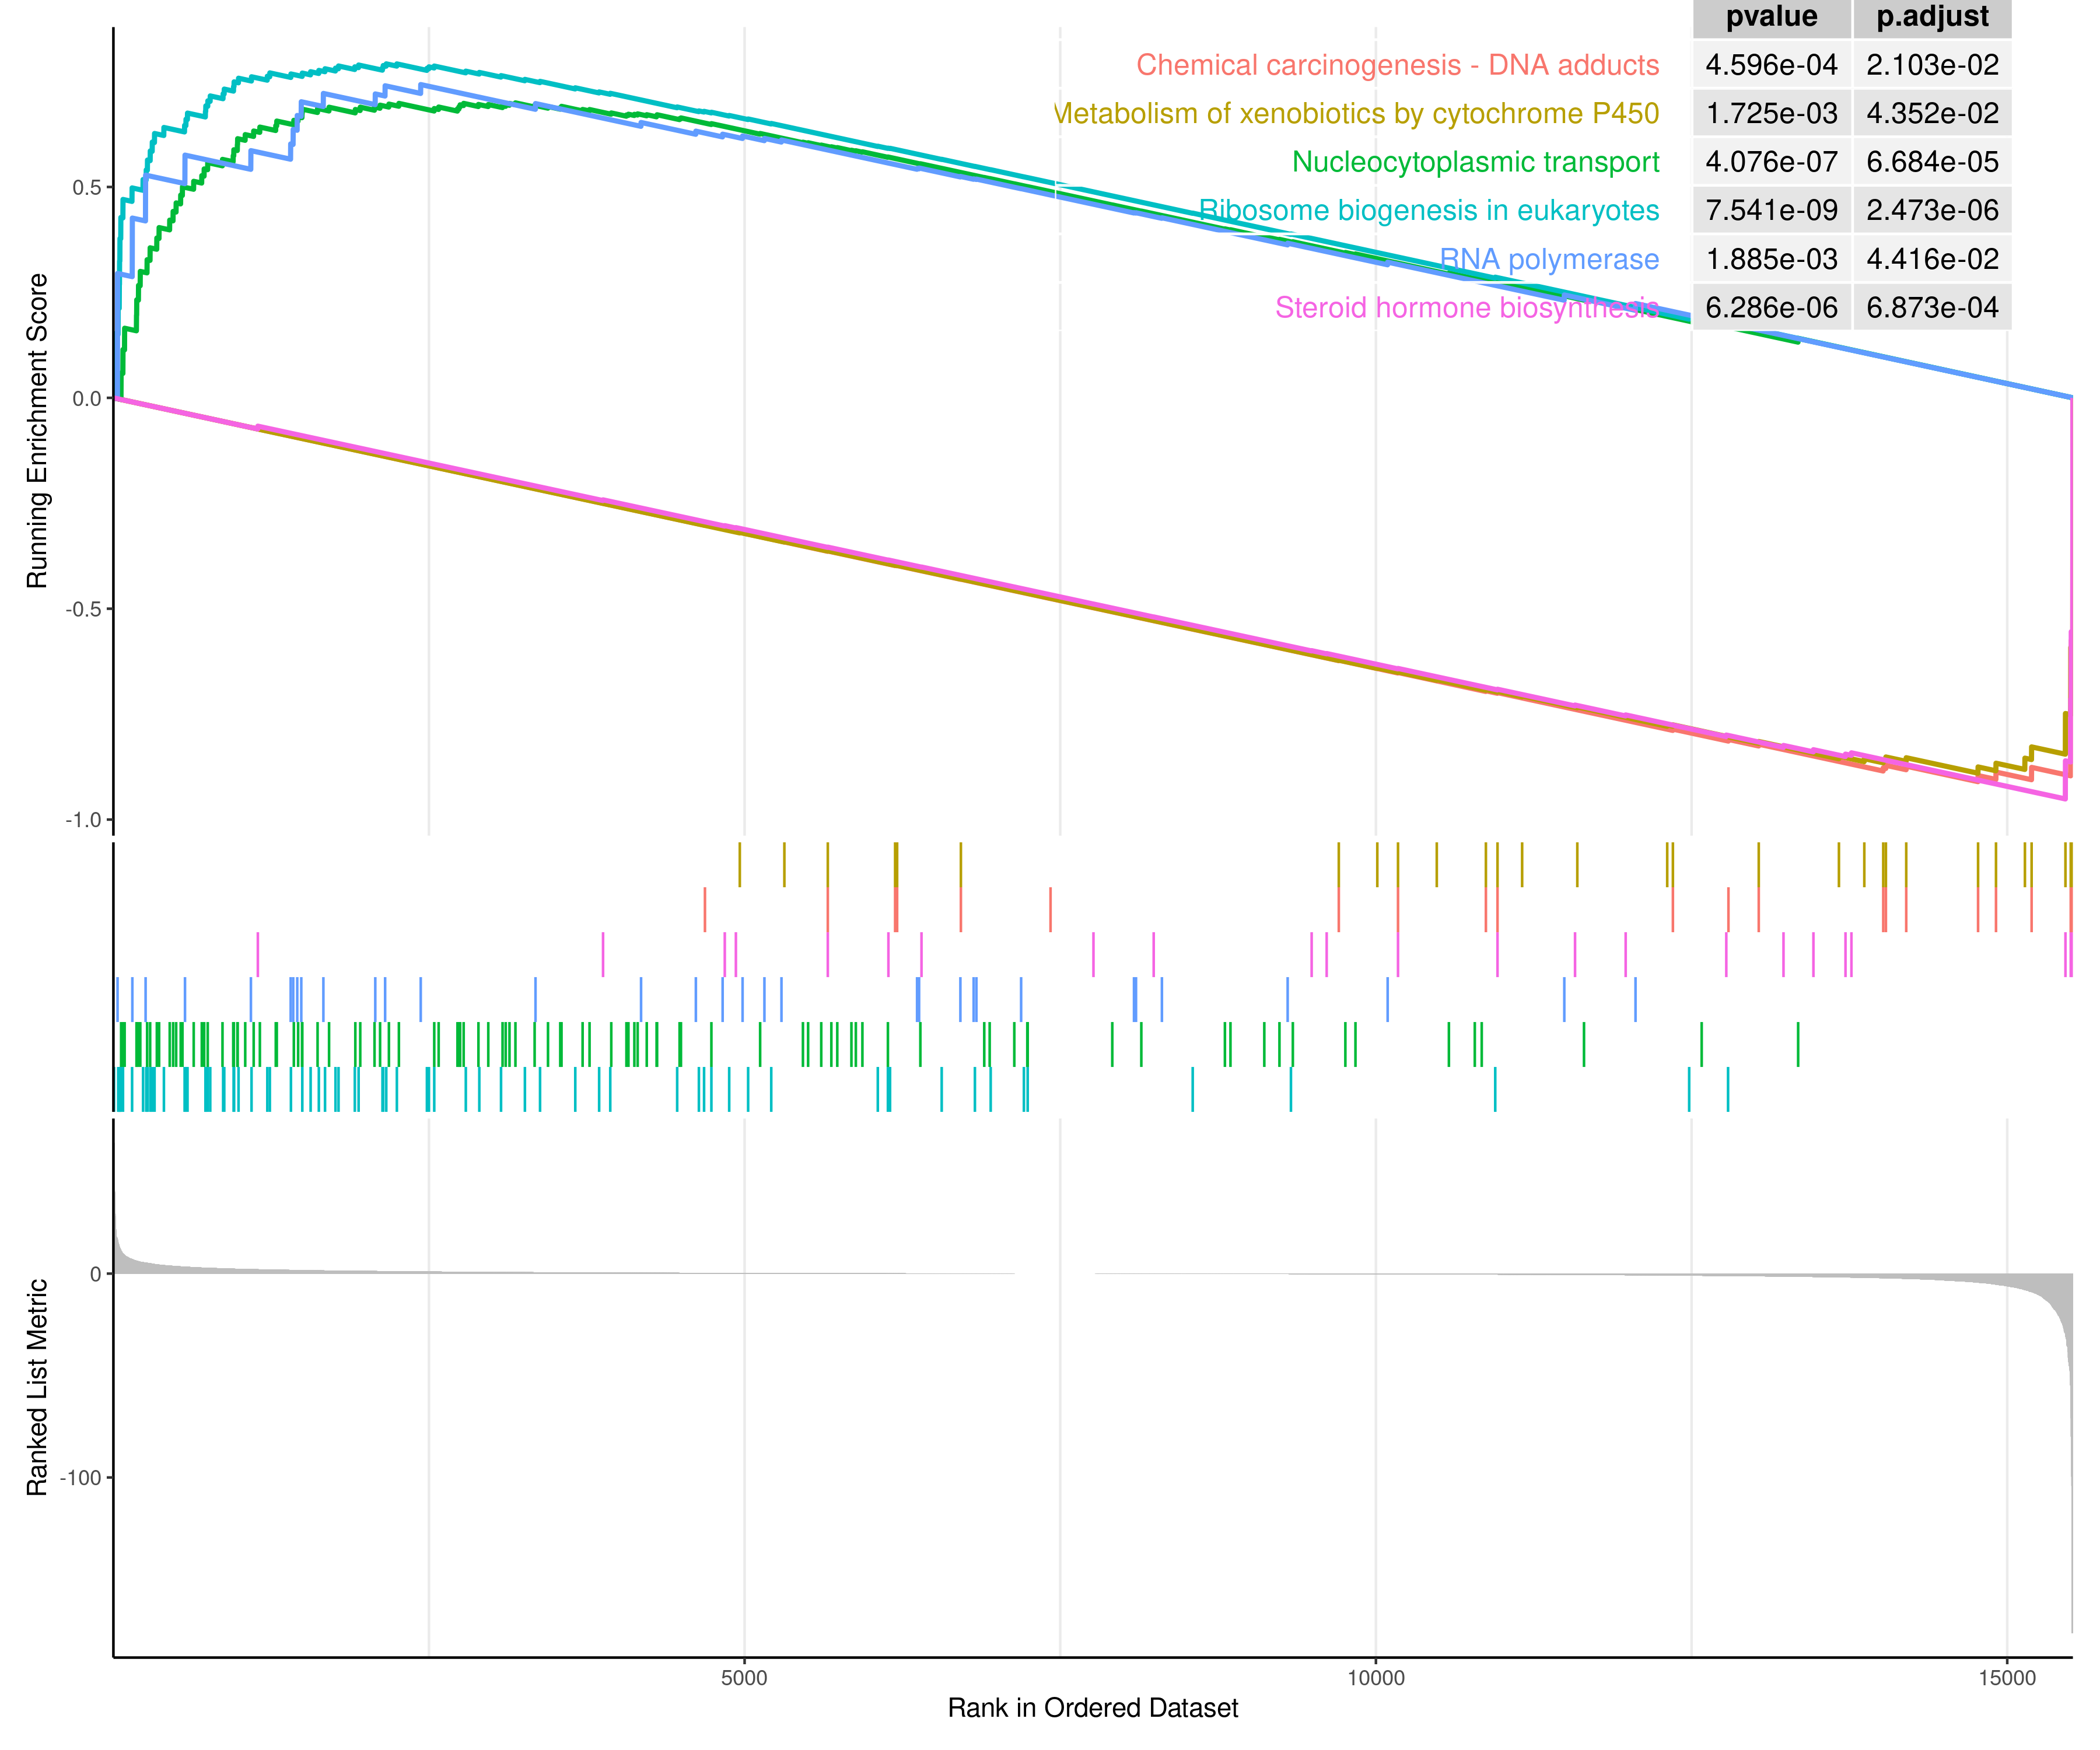 pvalue p.adjust
Chemical carcinogenesis - DNA adducts 4.596e-04 2.103e-02
Metabolism of xenobiotics by cytochrome P450 1.725e-03 4.352e-02
Nucleocytoplasmic transport 4.076e-07 6.684e-05
Ribosome biogenesis in eukaryotes 7.541e-09 2.473e-06
RNA polymerase 1.885e-03 4.416e-02
Steroid hormone biosynthesis 6.286e-06 6.873e-04
Running Enrichment Score
0.5
0.0
-0.5
-1.0
Ranked List Metric
0
-100
5000 10000 15000
Rank in Ordered Dataset